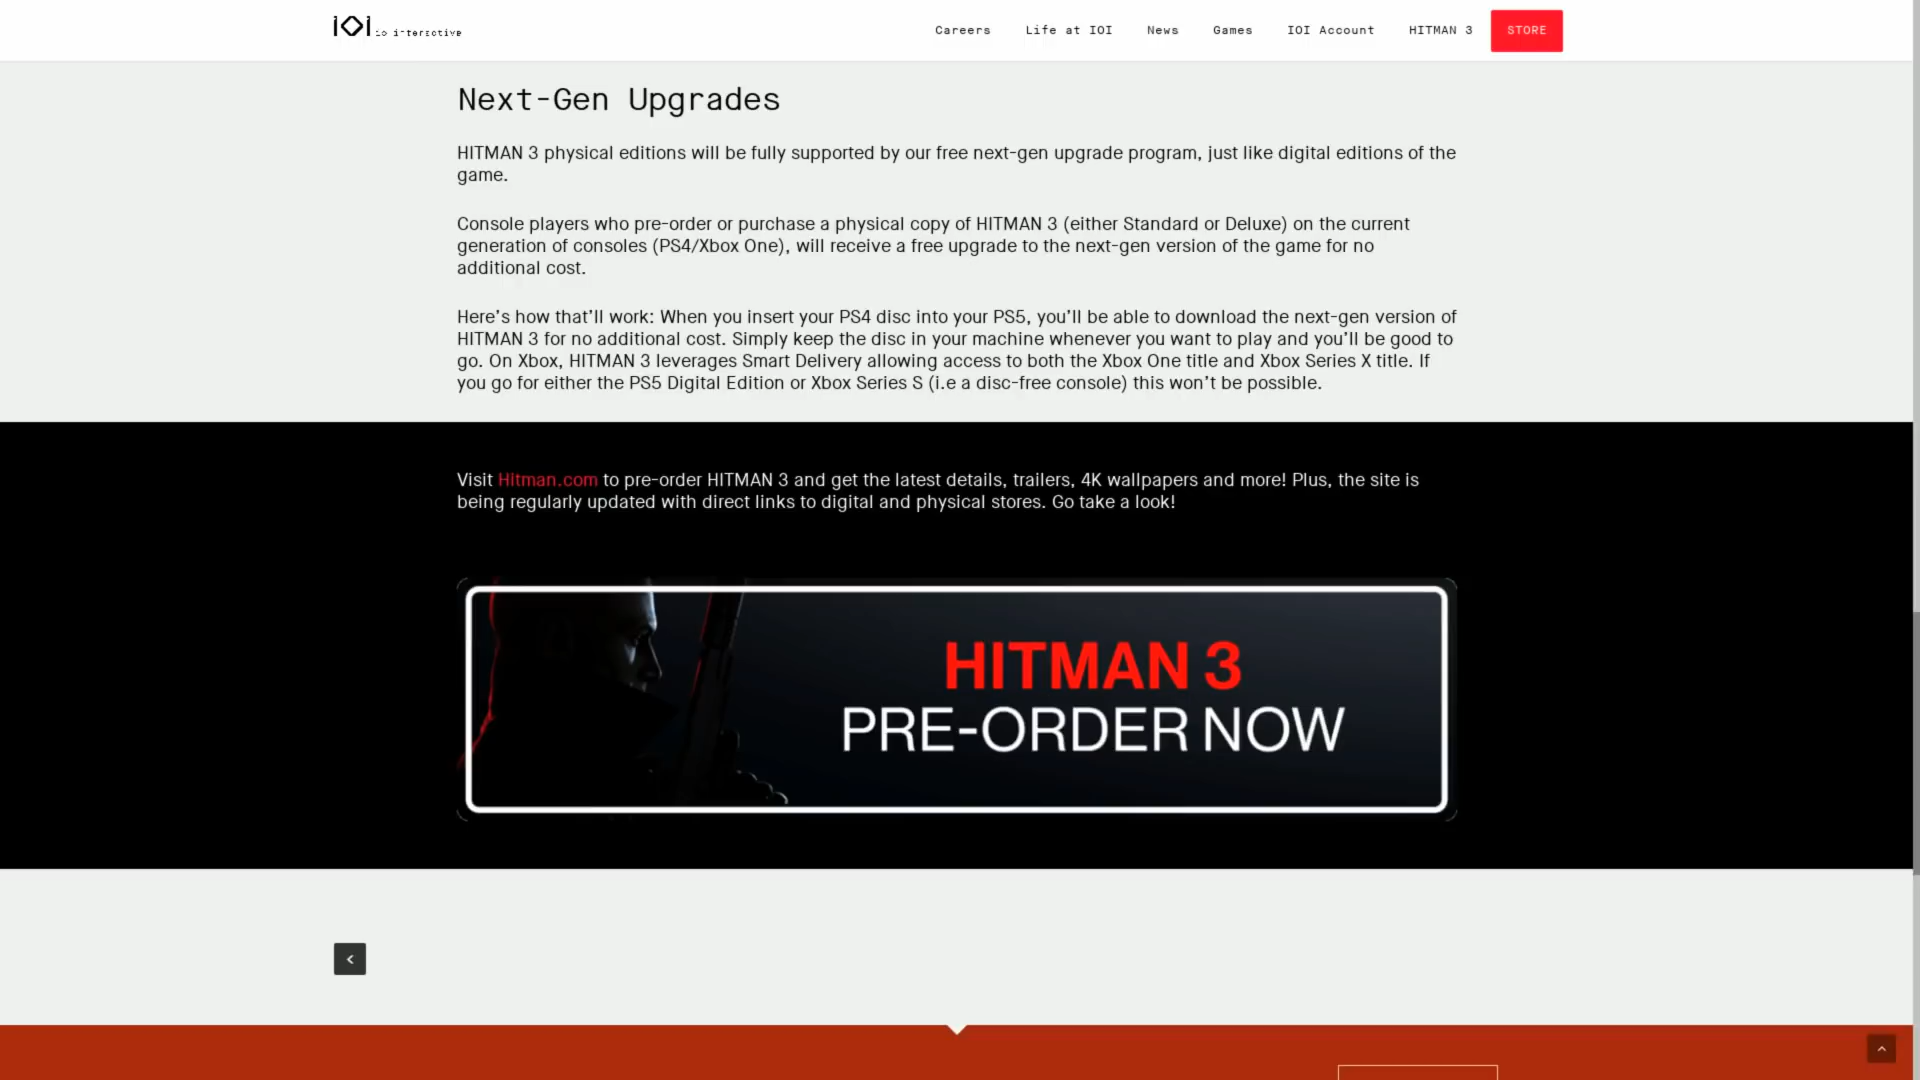 IOI io interactive
Careers Life at IOI News Games IOI Account HITMAN 3 STORE
Next-Gen Upgrades
HITMAN 3 physical editions will be fully supported by our free next-gen upgrade program, just like digital editions of the
game.
Console players who pre-order or purchase a physical copy of HITMAN 3 (either Standard or Deluxe) on the current
generation of consoles (PS4/Xbox One), will receive a free upgrade to the next-gen version of the game for no
additional cost.
Here’s how that’ll work: When you insert your PS4 disc into your PS5, you’ll be able to download the next-gen version of
HITMAN 3 for no additional cost. Simply keep the disc in your machine whenever you want to play and you’ll be good to
go. On Xbox, HITMAN 3 leverages Smart Delivery allowing access to both the Xbox One title and Xbox Series X title. If
you go for either the PS5 Digital Edition or Xbox Series S (i.e a disc-free console) this won’t be possible.
Visit Hitman.com to pre-order HITMAN 3 and get the latest details, trailers, 4K wallpapers and more! Plus, the site is
being regularly updated with direct links to digital and physical stores. Go take a look!
HITMAN 3
PRE-ORDER NOW